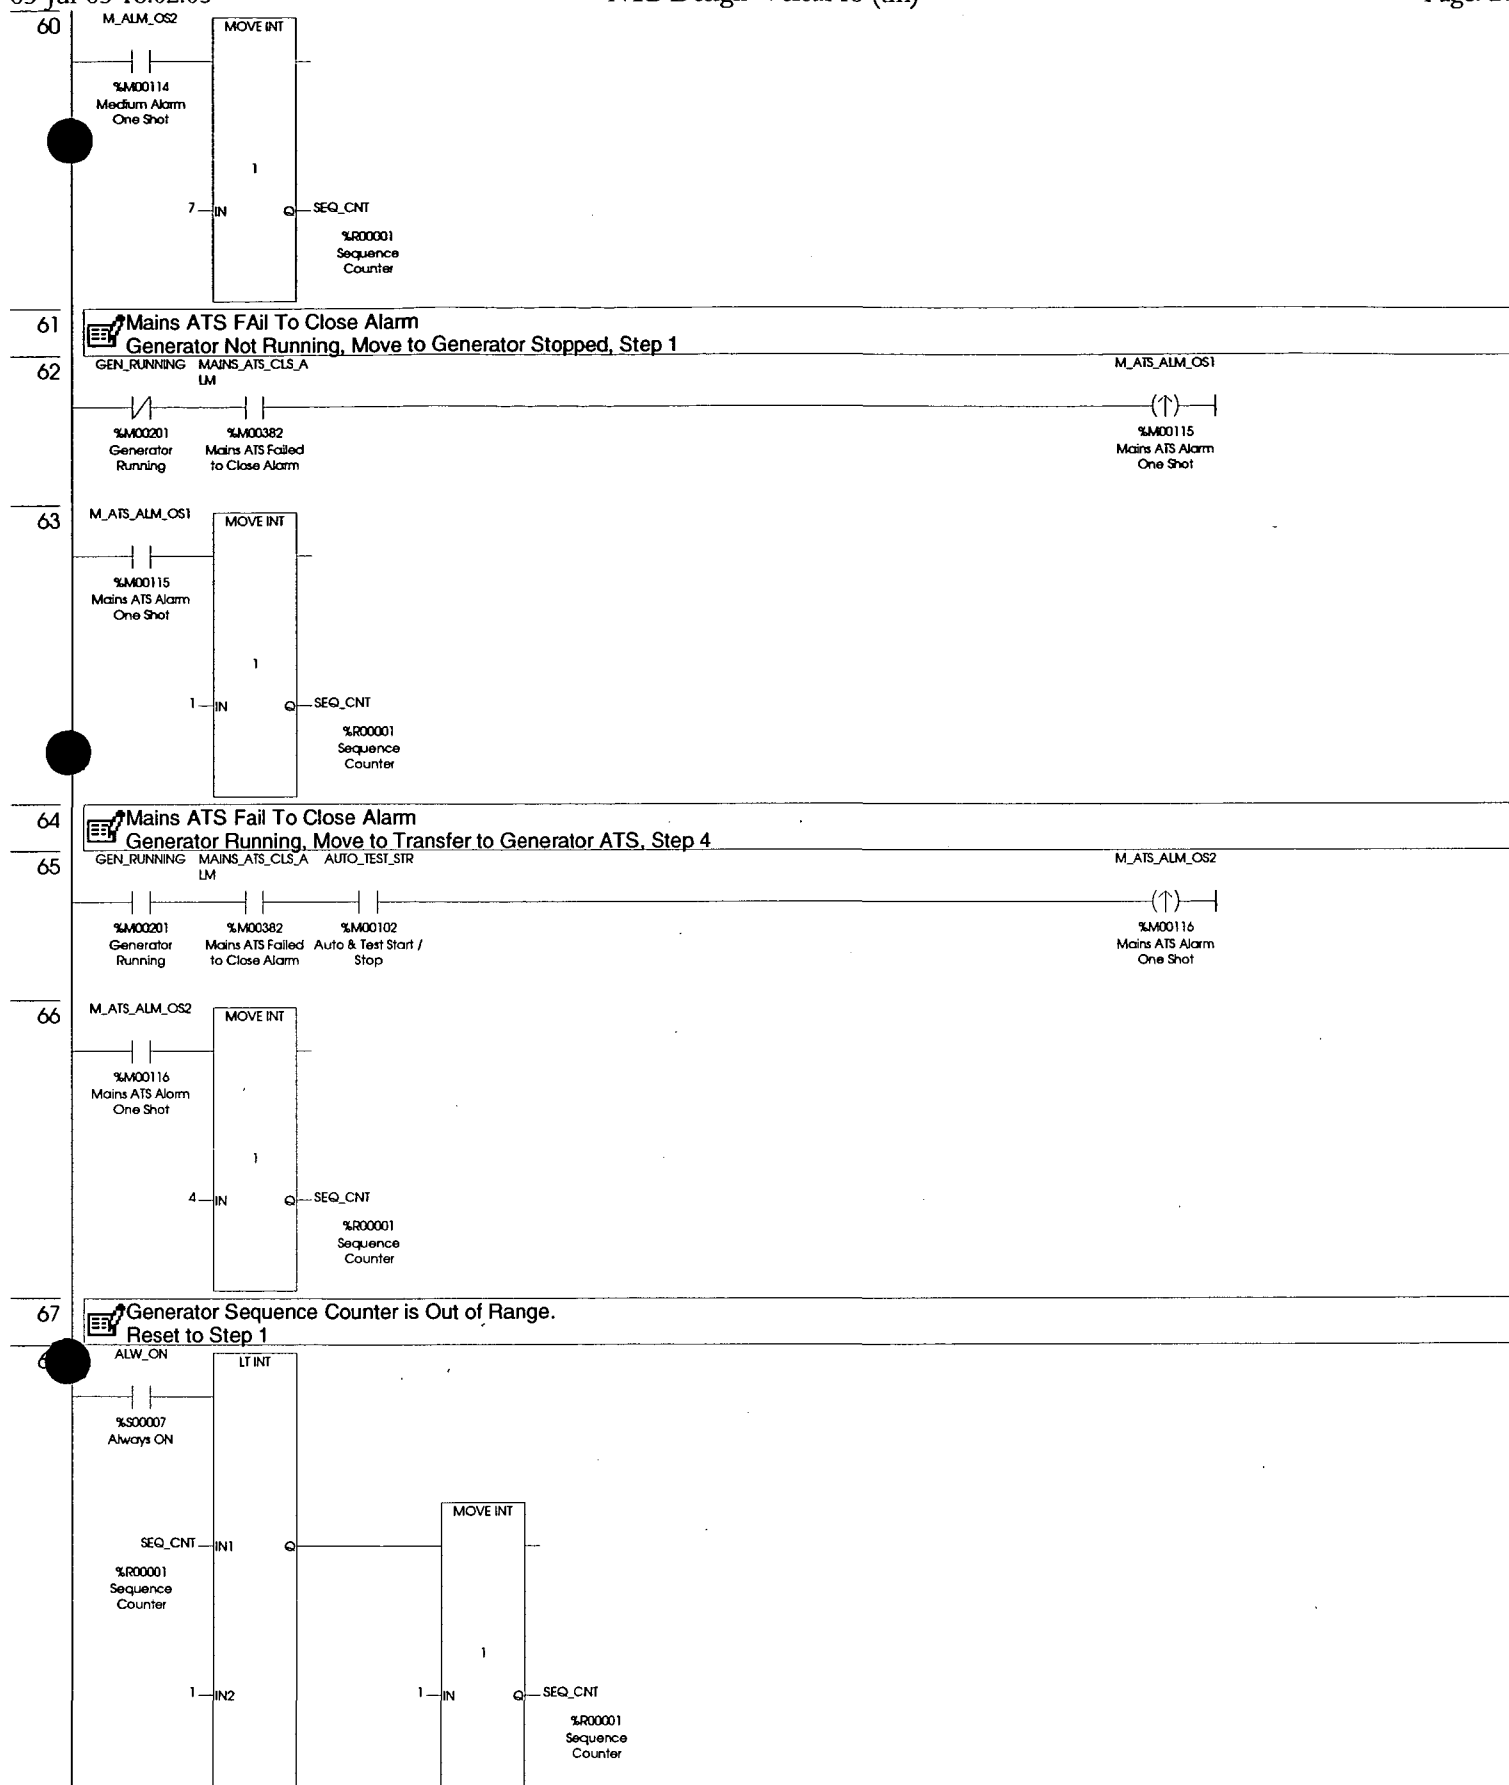 60
M_ALM_OS2
MOVE INT
%M00114
Medium Alarm
One Shot
1
7
IN
Q
SEQ_CNT
%R00001
Sequence
Counter
61
Mains ATS FAil To Close Alarm
Generator Not Running, Move to Generator Stopped, Step 1
62
GEN_RUNNING
MAINS_ATS_CLS_A
LM
M_ATS_ALM_OS1
(↑)
%M00201
Generator
Running
%M00382
Mains ATS Failed
to Close Alarm
%M00115
Mains ATS Alarm
One Shot
63
M_ATS_ALM_OS1
MOVE INT
%M00115
Mains ATS Alarm
One Shot
1
1
IN
Q
SEQ_CNT
%R00001
Sequence
Counter
64
Mains ATS Fail To Close Alarm
Generator Running, Move to Transfer to Generator ATS, Step 4
65
GEN_RUNNING
MAINS_ATS_CLS_A
LM
AUTO_TEST_STR
M_ATS_ALM_OS2
(↑)
%M00201
Generator
Running
%M00382
Mains ATS Failed
to Close Alarm
%M00102
Auto & Test Start /
Stop
%M00116
Mains ATS Alarm
One Shot
66
M_ATS_ALM_OS2
MOVE INT
%M00116
Mains ATS Alarm
One Shot
1
4
IN
Q
SEQ_CNT
%R00001
Sequence
Counter
67
Generator Sequence Counter is Out of Range.
Reset to Step 1
ALW_ON
LT INT
%S00007
Always ON
MOVE INT
SEQ_CNT
IN1
Q
%R00001
Sequence
Counter
1
1
IN2
1
IN
Q
SEQ_CNT
%R00001
Sequence
Counter